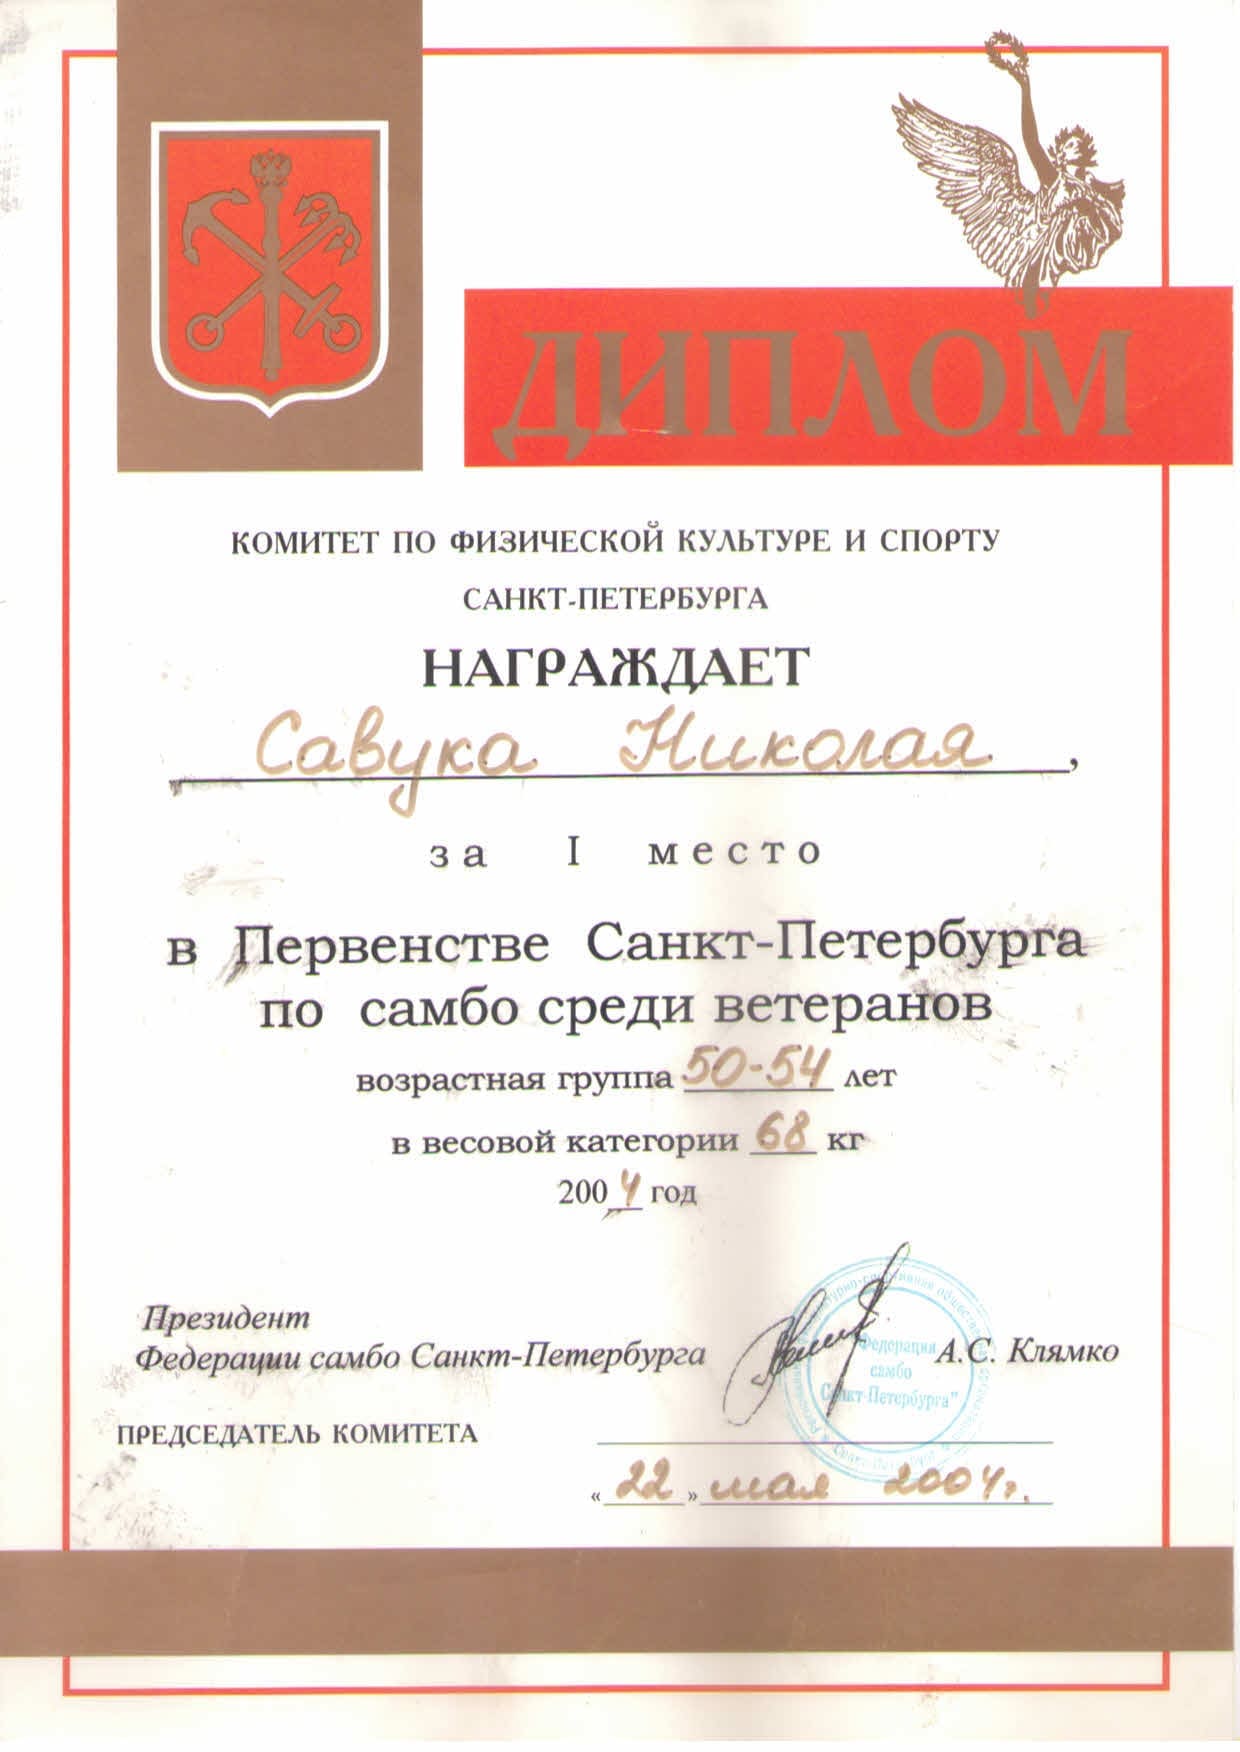 ДИПЛОМ
КОМИТЕТ ПО ФИЗИЧЕСКОЙ КУЛЬТУРЕ И СПОРТУ
САНКТ-ПЕТЕРБУРГА
НАГРАЖДАЕТ
Савука Николая,
за I место
в Первенстве Санкт-Петербурга
по самбо среди ветеранов
возрастная группа 50-54 лет
в весовой категории 68 кг
2004 год
Президент
Федерации самбо Санкт-Петербурга А.С. Клямко
Федерация
самбо
Санкт-Петербурга"
ПРЕДСЕДАТЕЛЬ КОМИТЕТА
«22» мая 2004г.